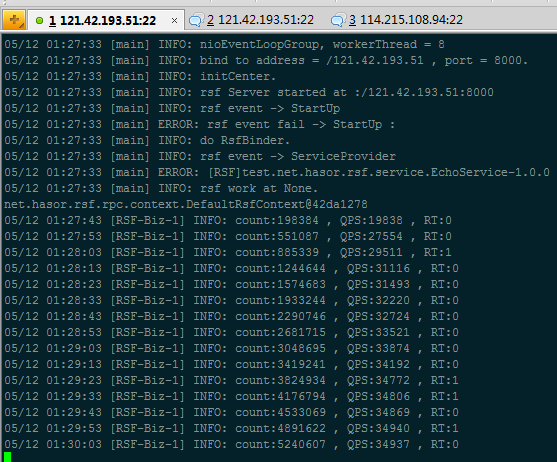 1 121.42.193.51:22 × 2 121.42.193.51:22 3 114.215.108.94:22
05/12 01:27:33 [main] INFO: nioEventLoopGroup, workerThread = 8
05/12 01:27:33 [main] INFO: bind to address = /121.42.193.51 , port = 8000.
05/12 01:27:33 [main] INFO: initCenter.
05/12 01:27:33 [main] INFO: rsf Server started at :/121.42.193.51:8000
05/12 01:27:33 [main] INFO: rsf event -> StartUp
05/12 01:27:33 [main] ERROR: rsf event fail -> StartUp :
05/12 01:27:33 [main] INFO: do RsfBinder.
05/12 01:27:33 [main] INFO: rsf event -> ServiceProvider
05/12 01:27:33 [main] ERROR: [RSF]test.net.hasor.rsf.service.EchoService-1.0.0
05/12 01:27:33 [main] INFO: rsf work at None.
net.hasor.rsf.rpc.context.DefaultRsfContext@42da1278
05/12 01:27:43 [RSF-Biz-1] INFO: count:198384 , QPS:19838 , RT:0
05/12 01:27:53 [RSF-Biz-1] INFO: count:551087 , QPS:27554 , RT:0
05/12 01:28:03 [RSF-Biz-1] INFO: count:885339 , QPS:29511 , RT:1
05/12 01:28:13 [RSF-Biz-1] INFO: count:1244644 , QPS:31116 , RT:0
05/12 01:28:23 [RSF-Biz-1] INFO: count:1574683 , QPS:31493 , RT:0
05/12 01:28:33 [RSF-Biz-1] INFO: count:1933244 , QPS:32220 , RT:0
05/12 01:28:43 [RSF-Biz-1] INFO: count:2290746 , QPS:32724 , RT:0
05/12 01:28:53 [RSF-Biz-1] INFO: count:2681715 , QPS:33521 , RT:0
05/12 01:29:03 [RSF-Biz-1] INFO: count:3048695 , QPS:33874 , RT:0
05/12 01:29:13 [RSF-Biz-1] INFO: count:3419241 , QPS:34192 , RT:0
05/12 01:29:23 [RSF-Biz-1] INFO: count:3824934 , QPS:34772 , RT:1
05/12 01:29:33 [RSF-Biz-1] INFO: count:4176794 , QPS:34806 , RT:1
05/12 01:29:43 [RSF-Biz-1] INFO: count:4533069 , QPS:34869 , RT:0
05/12 01:29:53 [RSF-Biz-1] INFO: count:4891622 , QPS:34940 , RT:1
05/12 01:30:03 [RSF-Biz-1] INFO: count:5240607 , QPS:34937 , RT:0